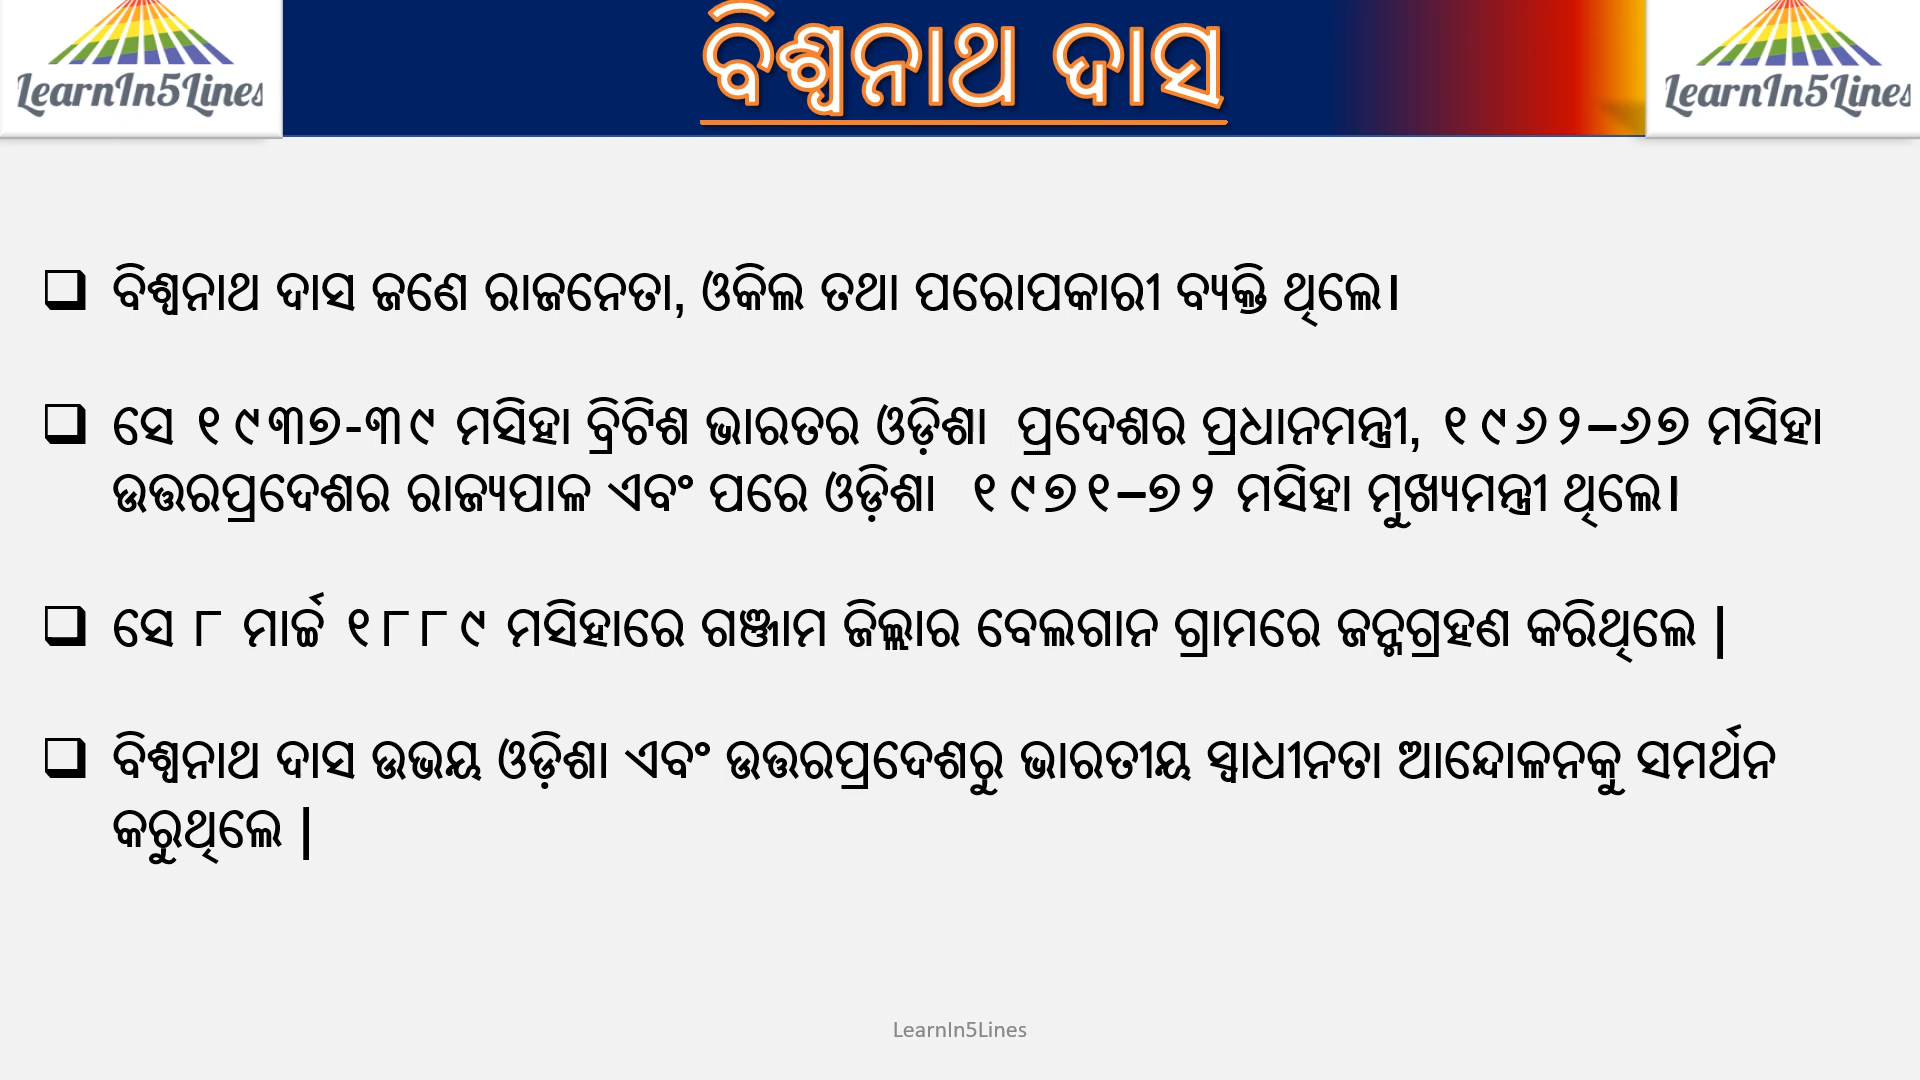 LearnIn5Lines
ବିଶ୍ୱନାଥ ଦାସ
LearnIn5Lines
ବିଶ୍ୱନାଥ ଦାସ ଜଣେ ରାଜନେତା, ଓକିଲ ତଥା ପରୋପକାରୀ ବ୍ୟକ୍ତି ଥିଲେ।
ସେ ୧୯୩୭-୩୯ ମସିହା ବ୍ରିଟିଶ ଭାରତର ଓଡ଼ିଶା ପ୍ରଦେଶର ପ୍ରଧାନମନ୍ତ୍ରୀ, ୧୯୬୨–୬୭ ମସିହା
ଉତ୍ତରପ୍ରଦେଶର ରାଜ୍ୟପାଳ ଏବଂ ପରେ ଓଡ଼ିଶା ୧୯୭୧–୭୨ ମସିହା ମୁଖ୍ୟମନ୍ତ୍ରୀ ଥିଲେ।
ସେ ୮ ମାର୍ଚ୍ଚ ୧୮୮୯ ମସିହାରେ ଗଞ୍ଜାମ ଜିଲ୍ଲାର ବେଲଗାନ ଗ୍ରାମରେ ଜନ୍ମଗ୍ରହଣ କରିଥିଲେ |
ବିଶ୍ୱନାଥ ଦାସ ଉଭୟ ଓଡ଼ିଶା ଏବଂ ଉତ୍ତରପ୍ରଦେଶରୁ ଭାରତୀୟ ସ୍ୱାଧୀନତା ଆନ୍ଦୋଳନକୁ ସମର୍ଥନ
କରୁଥିଲେ |
LearnIn5Lines